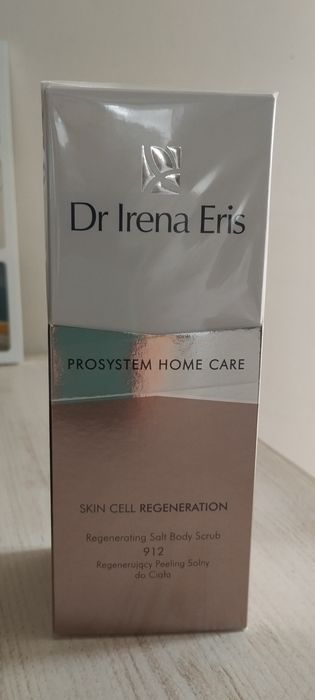 Dr Irena Eris
PROSYSTEM HOME CARE
SKIN CELL REGENERATION
Regenerating Salt Body Scrub
912
Regenerujący Peeling Solny
do Ciała